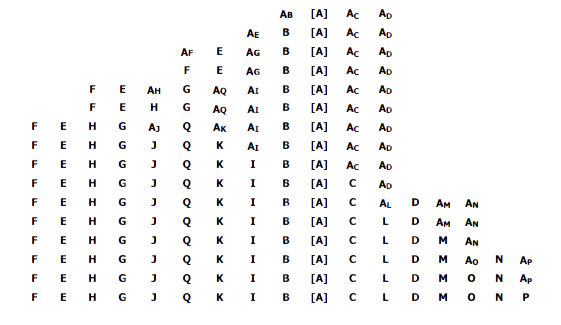 A_B [A] A_C A_D
A_E B [A] A_C A_D
A_F E A_G B [A] A_C A_D
F E A_G B [A] A_C A_D
F E A_H G A_Q A_I B [A] A_C A_D
F E H G A_Q A_I B [A] A_C A_D
F E H G A_J Q A_K A_I B [A] A_C A_D
F E H G J Q K A_I B [A] A_C A_D
F E H G J Q K I B [A] A_C A_D
F E H G J Q K I B [A] C A_D
F E H G J Q K I B [A] C A_L D A_M A_N
F E H G J Q K I B [A] C L D A_M A_N
F E H G J Q K I B [A] C L D M A_N
F E H G J Q K I B [A] C L D M A_O N A_P
F E H G J Q K I B [A] C L D M O N A_P
F E H G J Q K I B [A] C L D M O N P